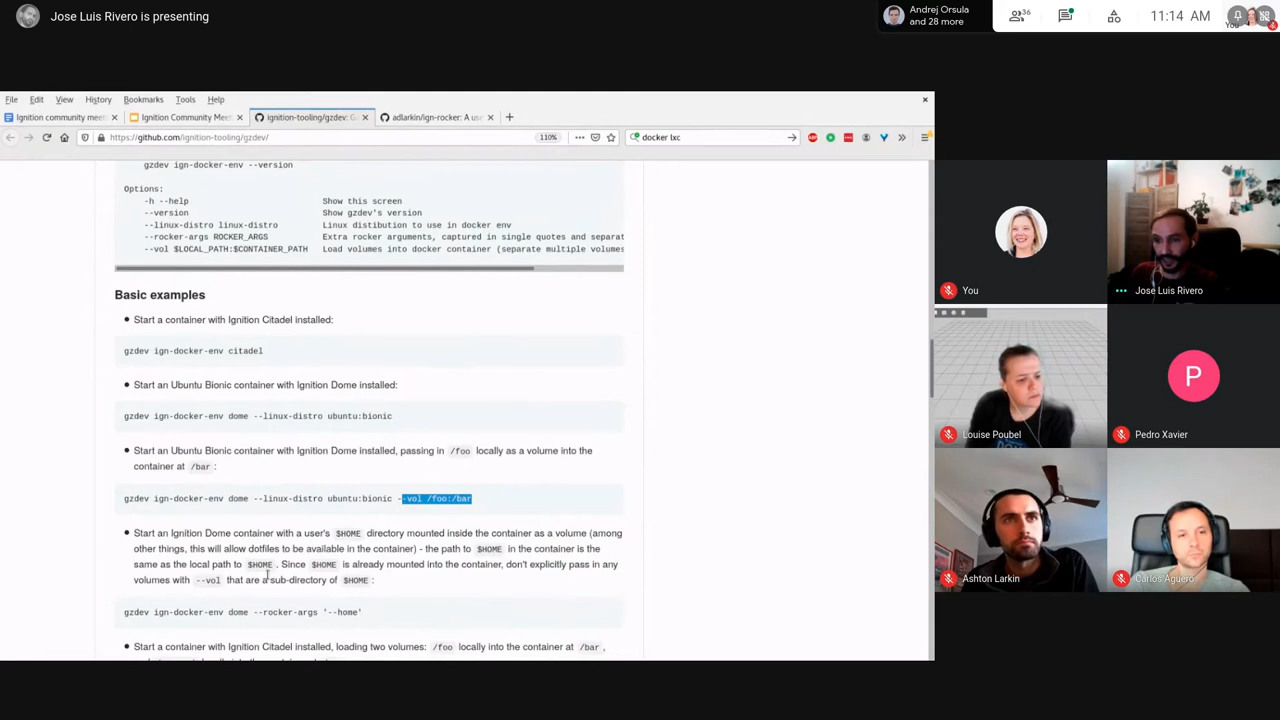 Jose Luis Rivero is presenting
Andrej Orsula
and 28 more
36
11:14 AM
You
File Edit View History Bookmarks Tools Help
Ignition community meeti
Ignition Community Meet
ignition-tooling/gzdev: G
adlarkin/ign-rocker: A us
https://github.com/ignition-tooling/gzdev/
110%
docker lxc
gzdev ign-docker-env --version
Options:
-h --help Show this screen
--version Show gzdev's version
--linux-distro linux-distro Linux distibution to use in docker env
--rocker-args ROCKER_ARGS Extra rocker arguments, captured in single quotes and separat
--vol $LOCAL_PATH:$CONTAINER_PATH Load volumes into docker container (separate multiple volumes
Basic examples
Start a container with Ignition Citadel installed:
gzdev ign-docker-env citadel
Start an Ubuntu Bionic container with Ignition Dome installed:
gzdev ign-docker-env dome --linux-distro ubuntu:bionic
Start an Ubuntu Bionic container with Ignition Dome installed, passing in /foo locally as a volume into the
container at /bar :
gzdev ign-docker-env dome --linux-distro ubuntu:bionic --vol /foo:/bar
Start an Ignition Dome container with a user's $HOME directory mounted inside the container as a volume (among
other things, this will allow dotfiles to be available in the container) - the path to $HOME in the container is the
same as the local path to $HOME . Since $HOME is already mounted into the container, don't explicitly pass in any
volumes with --vol that are a sub-directory of $HOME :
gzdev ign-docker-env dome --rocker-args '--home'
Start a container with Ignition Citadel installed, loading two volumes: /foo locally into the container at /bar ,
You
Jose Luis Rivero
Louise Poubel
P
Pedro Xavier
Ashton Larkin
Carlos Agüero